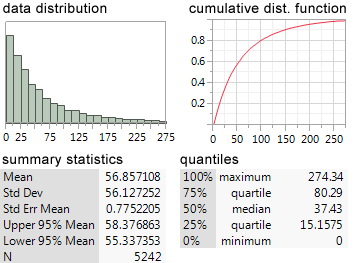 data distribution
0 25 75 125 175 225 275
cumulative dist. function
0.8
0.6
0.4
0.2
0 50 100 150 200 250
summary statistics
Mean 56.857108
Std Dev 56.127252
Std Err Mean 0.7752205
Upper 95% Mean 58.376863
Lower 95% Mean 55.337353
N 5242
quantiles
100% maximum 274.34
75% quartile 80.29
50% median 37.43
25% quartile 15.1575
0% minimum 0